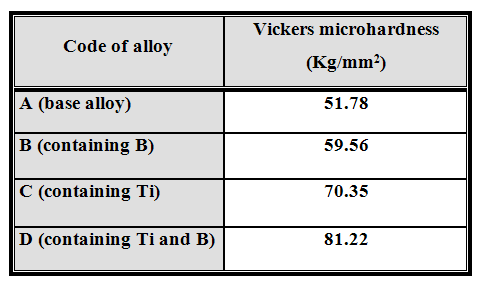 Code of alloy
Vickers microhardness
(Kg/mm²)
A (base alloy)
51.78
B (containing B)
59.56
C (containing Ti)
70.35
D (containing Ti and B)
81.22